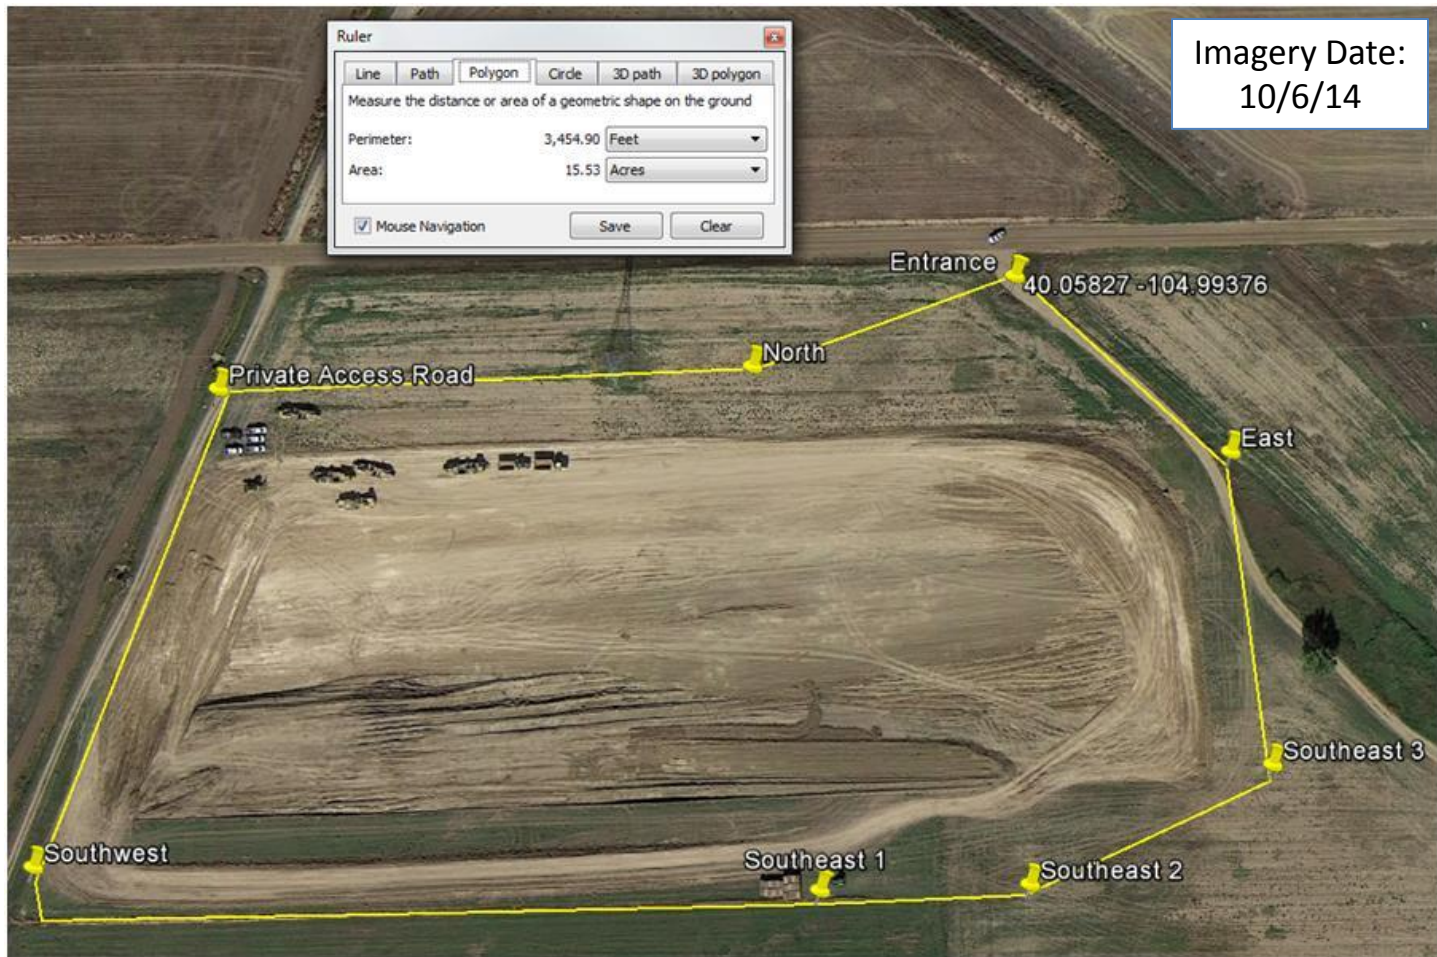 Ruler
Line Path Polygon Circle 3D path 3D polygon
Measure the distance or area of a geometric shape on the ground
Perimeter: 3,454.90 Feet
Area: 15.53 Acres
Mouse Navigation Save Clear
Imagery Date:
10/6/14
Entrance
40.05827 -104.99376
North
Private Access Road
East
Southeast 3
Southwest
Southeast 1
Southeast 2